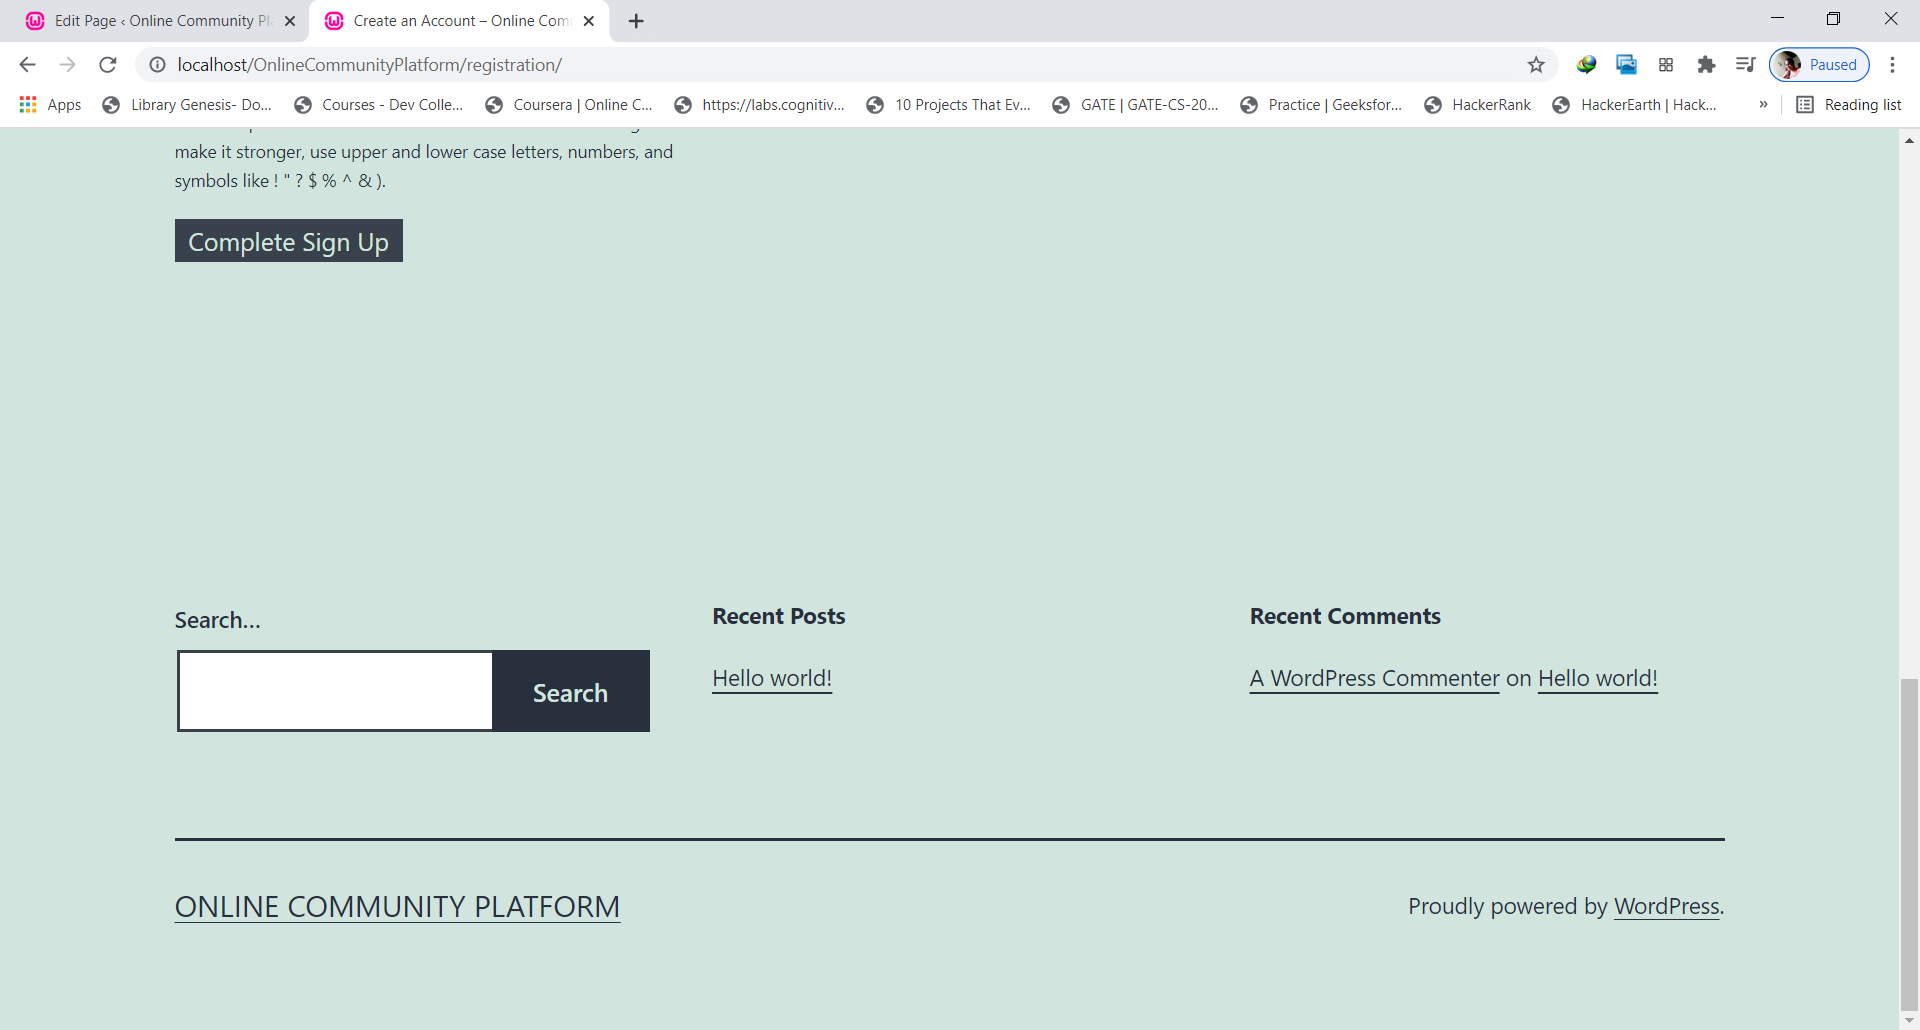 Edit Page ‹ Online Community Pl
Create an Account – Online Com
localhost/OnlineCommunityPlatform/registration/
Paused
Apps
Library Genesis- Do...
Courses - Dev Colle...
Coursera | Online C...
https://labs.cognitiv...
10 Projects That Ev...
GATE | GATE-CS-20...
Practice | Geeksfor...
HackerRank
HackerEarth | Hack...
»
Reading list
make it stronger, use upper and lower case letters, numbers, and
symbols like ! " ? $ % ^ & ).
Complete Sign Up
Search…
Search
Recent Posts
Hello world!
Recent Comments
A WordPress Commenter on Hello world!
ONLINE COMMUNITY PLATFORM
Proudly powered by WordPress.